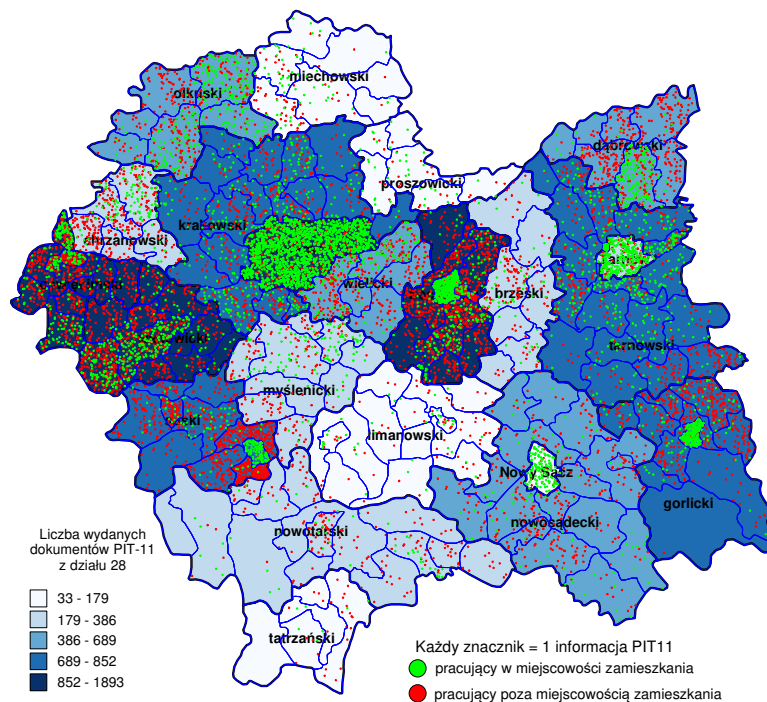 miechowski
olkuski
dąbrowski
proszowicki
krakowski
chrzanowski
wielicki
brzeski
tarnowski
myślenicki
suski
limanowski
Nowy Sącz
gorlicki
nowosądecki
nowotarski
tatrzański
Liczba wydanych
dokumentów PIT-11
z działu 28
33 - 179
179 - 386
386 - 689
689 - 852
852 - 1893
Każdy znacznik = 1 informacja PIT11
pracujący w miejscowości zamieszkania
pracujący poza miejscowością zamieszkania